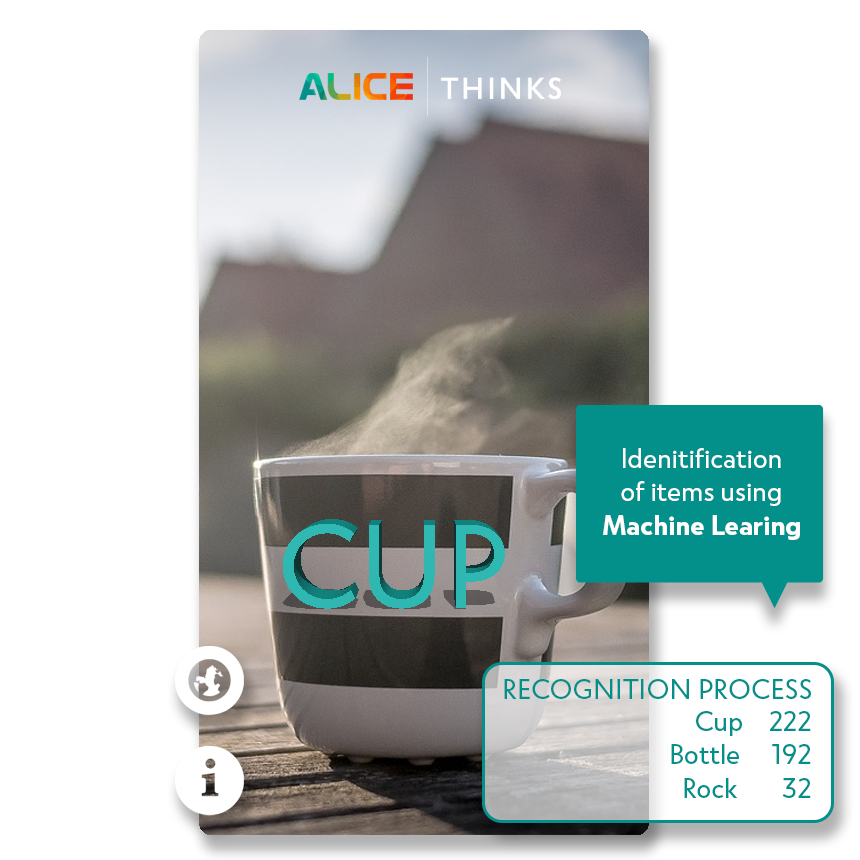 ALICE | THINKS
Idenitification
of items using
Machine Learing
CUP
RECOGNITION PROCESS
Cup 222
Bottle 192
Rock 32